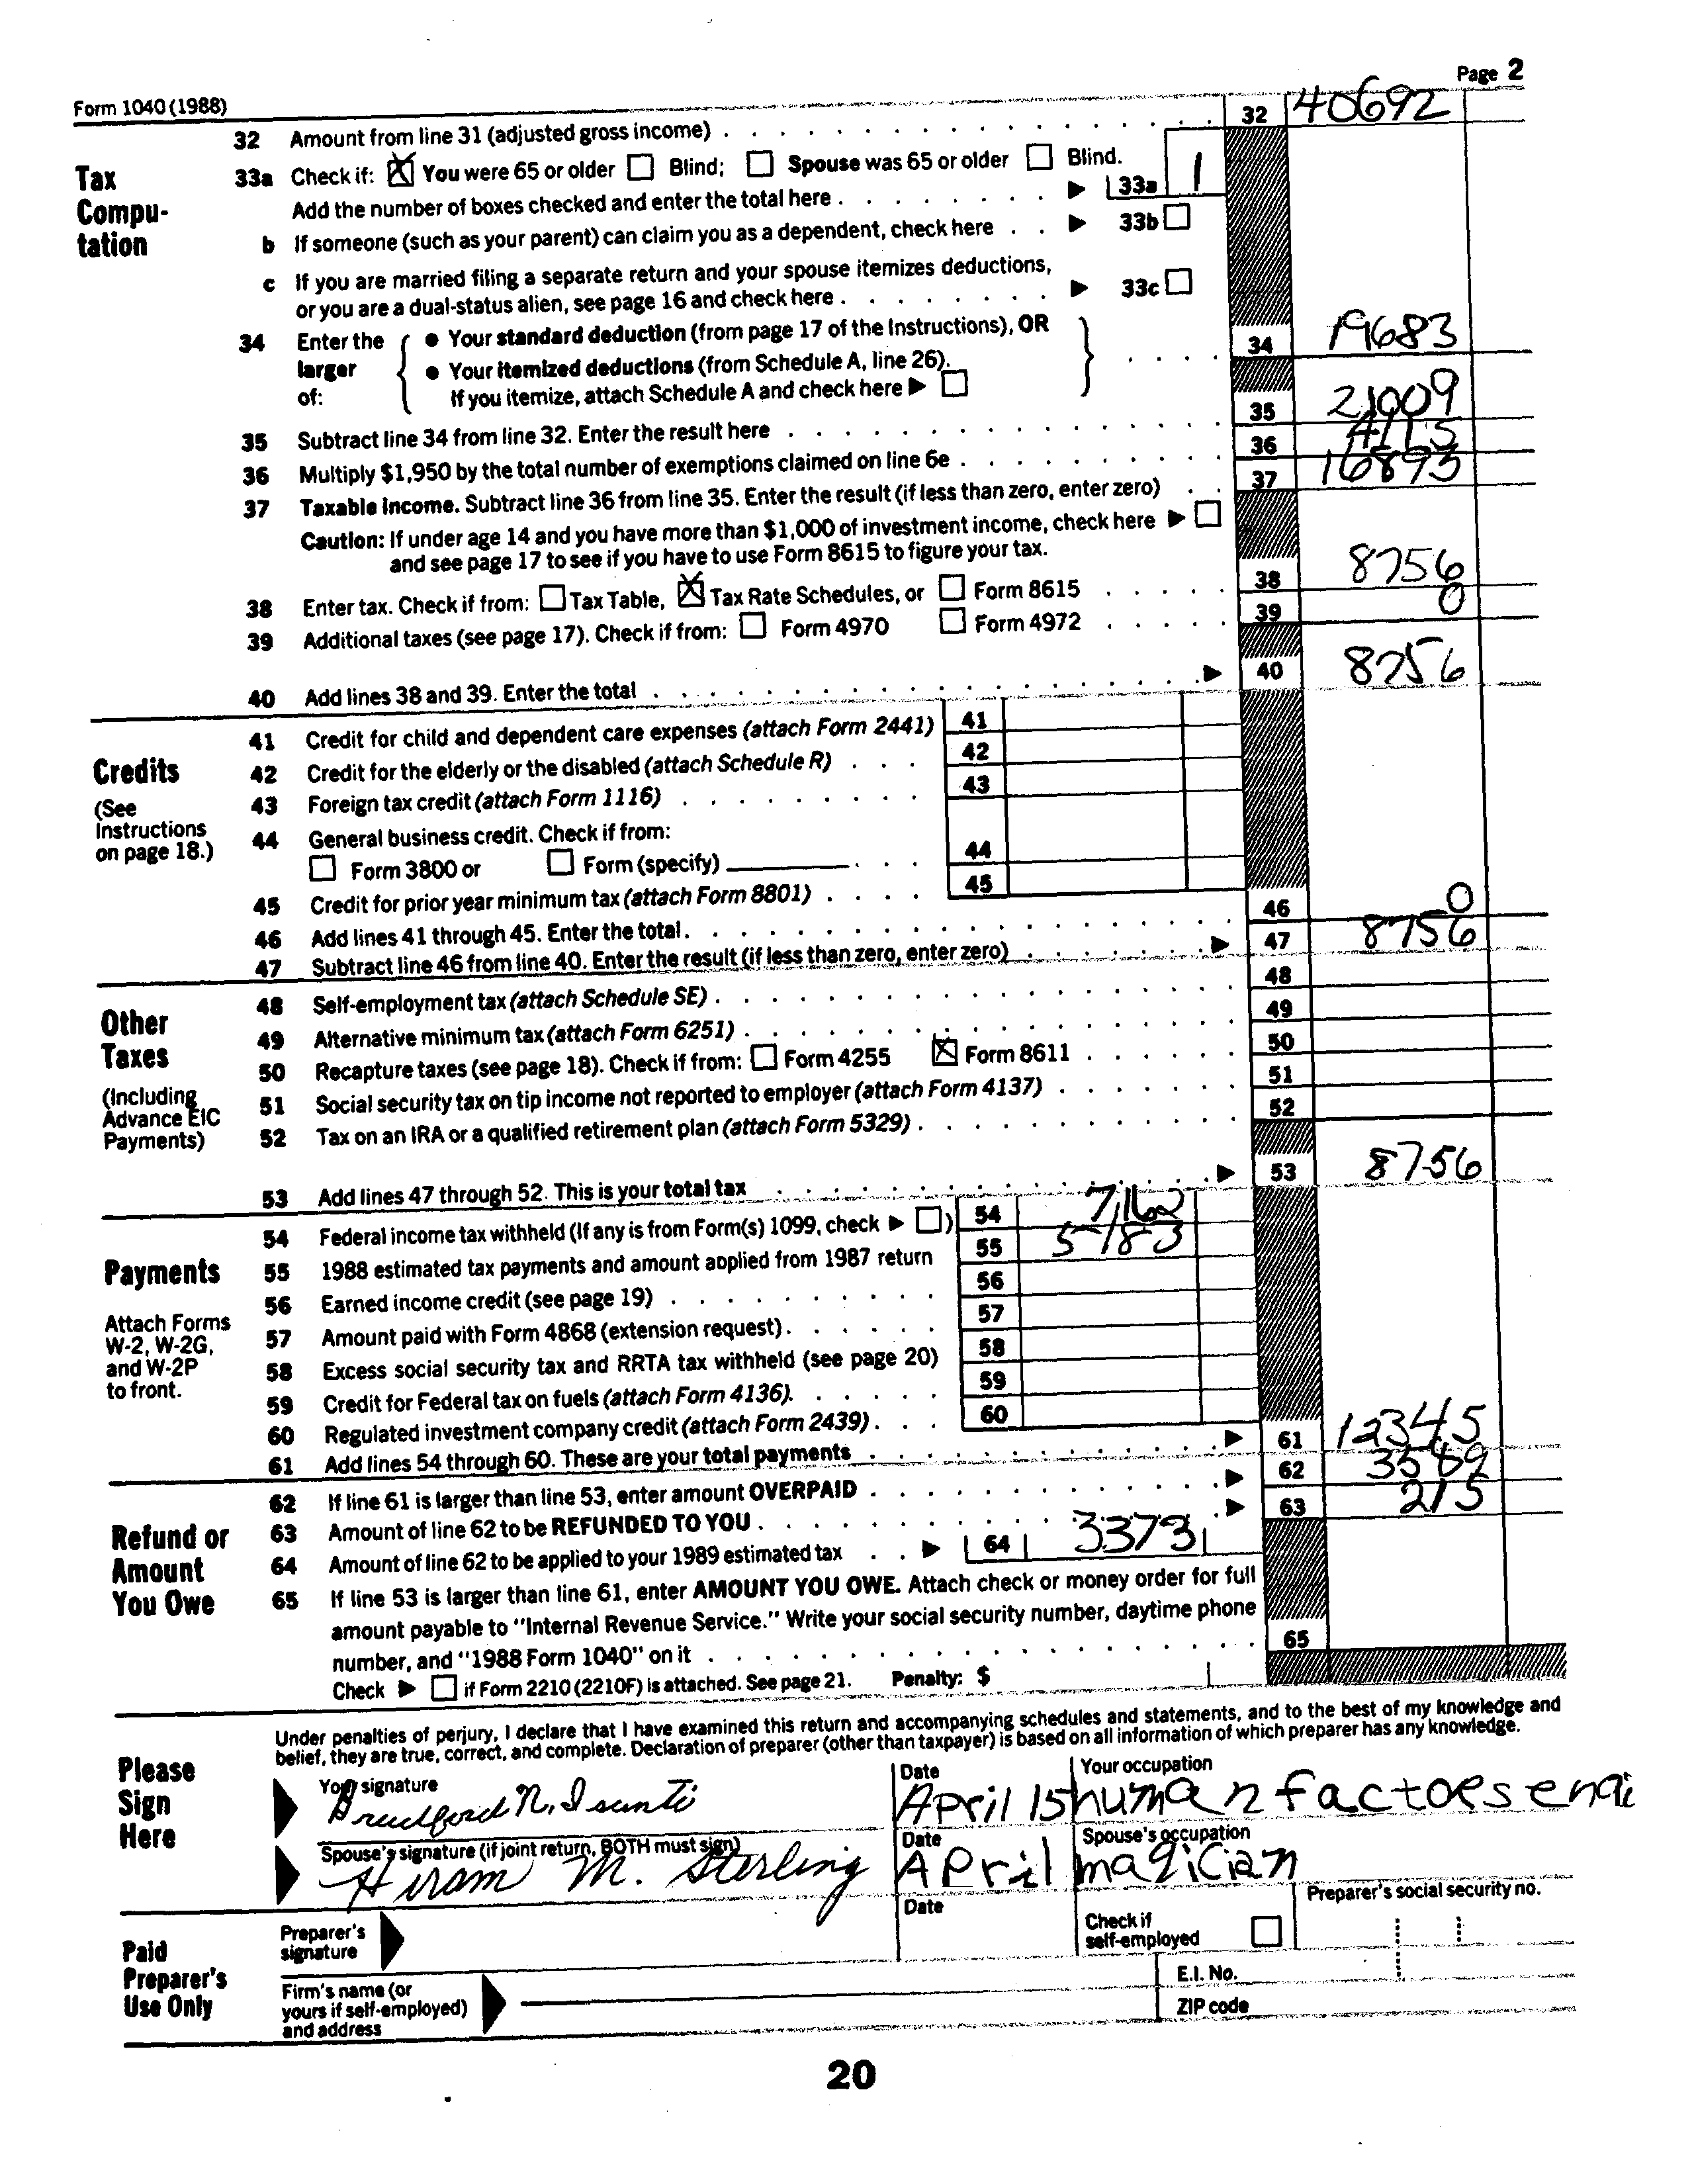 Form 1040 (1988) Page 2
32 Amount from line 31 (adjusted gross income) 32 40692
Tax Compu-tation
33a Check if: ☒ You were 65 or older ☐ Blind; ☐ Spouse was 65 or older ☐ Blind.
Add the number of boxes checked and enter the total here ▶ 33a 1
b If someone (such as your parent) can claim you as a dependent, check here ▶ 33b ☐
c If you are married filing a separate return and your spouse itemizes deductions,
or you are a dual-status alien, see page 16 and check here ▶ 33c ☐
34 Enter the larger of: { ● Your standard deduction (from page 17 of the Instructions), OR
● Your itemized deductions (from Schedule A, line 26). } 34 19683
If you itemize, attach Schedule A and check here ▶ ☐
35 Subtract line 34 from line 32. Enter the result here 35 21009
36 Multiply $1,950 by the total number of exemptions claimed on line 6e 36 4115
37 Taxable income. Subtract line 36 from line 35. Enter the result (if less than zero, enter zero) 37 16893
Caution: If under age 14 and you have more than $1,000 of investment income, check here ▶ ☐
and see page 17 to see if you have to use Form 8615 to figure your tax.
38 Enter tax. Check if from: ☐ Tax Table, ☒ Tax Rate Schedules, or ☐ Form 8615 38 8756
39 Additional taxes (see page 17). Check if from: ☐ Form 4970 ☐ Form 4972 39 0
40 Add lines 38 and 39. Enter the total ▶ 40 8756
Credits
(See Instructions on page 18.)
41 Credit for child and dependent care expenses (attach Form 2441) 41
42 Credit for the elderly or the disabled (attach Schedule R) 42
43 Foreign tax credit (attach Form 1116) 43
44 General business credit. Check if from:
☐ Form 3800 or ☐ Form (specify) 44
45 Credit for prior year minimum tax (attach Form 8801) 45
46 Add lines 41 through 45. Enter the total. 46 0
47 Subtract line 46 from line 40. Enter the result (if less than zero, enter zero) ▶ 47 8756
Other Taxes
(Including Advance EIC Payments)
48 Self-employment tax (attach Schedule SE) 48
49 Alternative minimum tax (attach Form 6251) 49
50 Recapture taxes (see page 18). Check if from: ☐ Form 4255 ☒ Form 8611 50
51 Social security tax on tip income not reported to employer (attach Form 4137) 51
52 Tax on an IRA or a qualified retirement plan (attach Form 5329) 52
53 Add lines 47 through 52. This is your total tax ▶ 53 8756
Payments
Attach Forms W-2, W-2G, and W-2P to front.
54 Federal income tax withheld (If any is from Form(s) 1099, check ▶ ☐) 54 7162
55 1988 estimated tax payments and amount applied from 1987 return 55 5183
56 Earned income credit (see page 19) 56
57 Amount paid with Form 4868 (extension request) 57
58 Excess social security tax and RRTA tax withheld (see page 20) 58
59 Credit for Federal tax on fuels (attach Form 4136). 59
60 Regulated investment company credit (attach Form 2439) 60
61 Add lines 54 through 60. These are your total payments ▶ 61 12345
Refund or Amount You Owe
62 If line 61 is larger than line 53, enter amount OVERPAID ▶ 62 3589
63 Amount of line 62 to be REFUNDED TO YOU ▶ 63 215
64 Amount of line 62 to be applied to your 1989 estimated tax ▶ 64 3373
65 If line 53 is larger than line 61, enter AMOUNT YOU OWE. Attach check or money order for full
amount payable to "Internal Revenue Service." Write your social security number, daytime phone
number, and "1988 Form 1040" on it 65
Check ▶ ☐ if Form 2210 (2210F) is attached. See page 21. Penalty: $
Please Sign Here
Under penalties of perjury, I declare that I have examined this return and accompanying schedules and statements, and to the best of my knowledge and
belief, they are true, correct, and complete. Declaration of preparer (other than taxpayer) is based on all information of which preparer has any knowledge.
Your signature Date Your occupation
N. Isanti April 15 human factors engi
Spouse's signature (if joint return, BOTH must sign) Date Spouse's occupation
Hiram M. Sterling April magician
Paid Preparer's Use Only
Preparer's signature Date Check if self-employed ☐ Preparer's social security no.
Firm's name (or yours if self-employed) and address E.I. No.
ZIP code
20